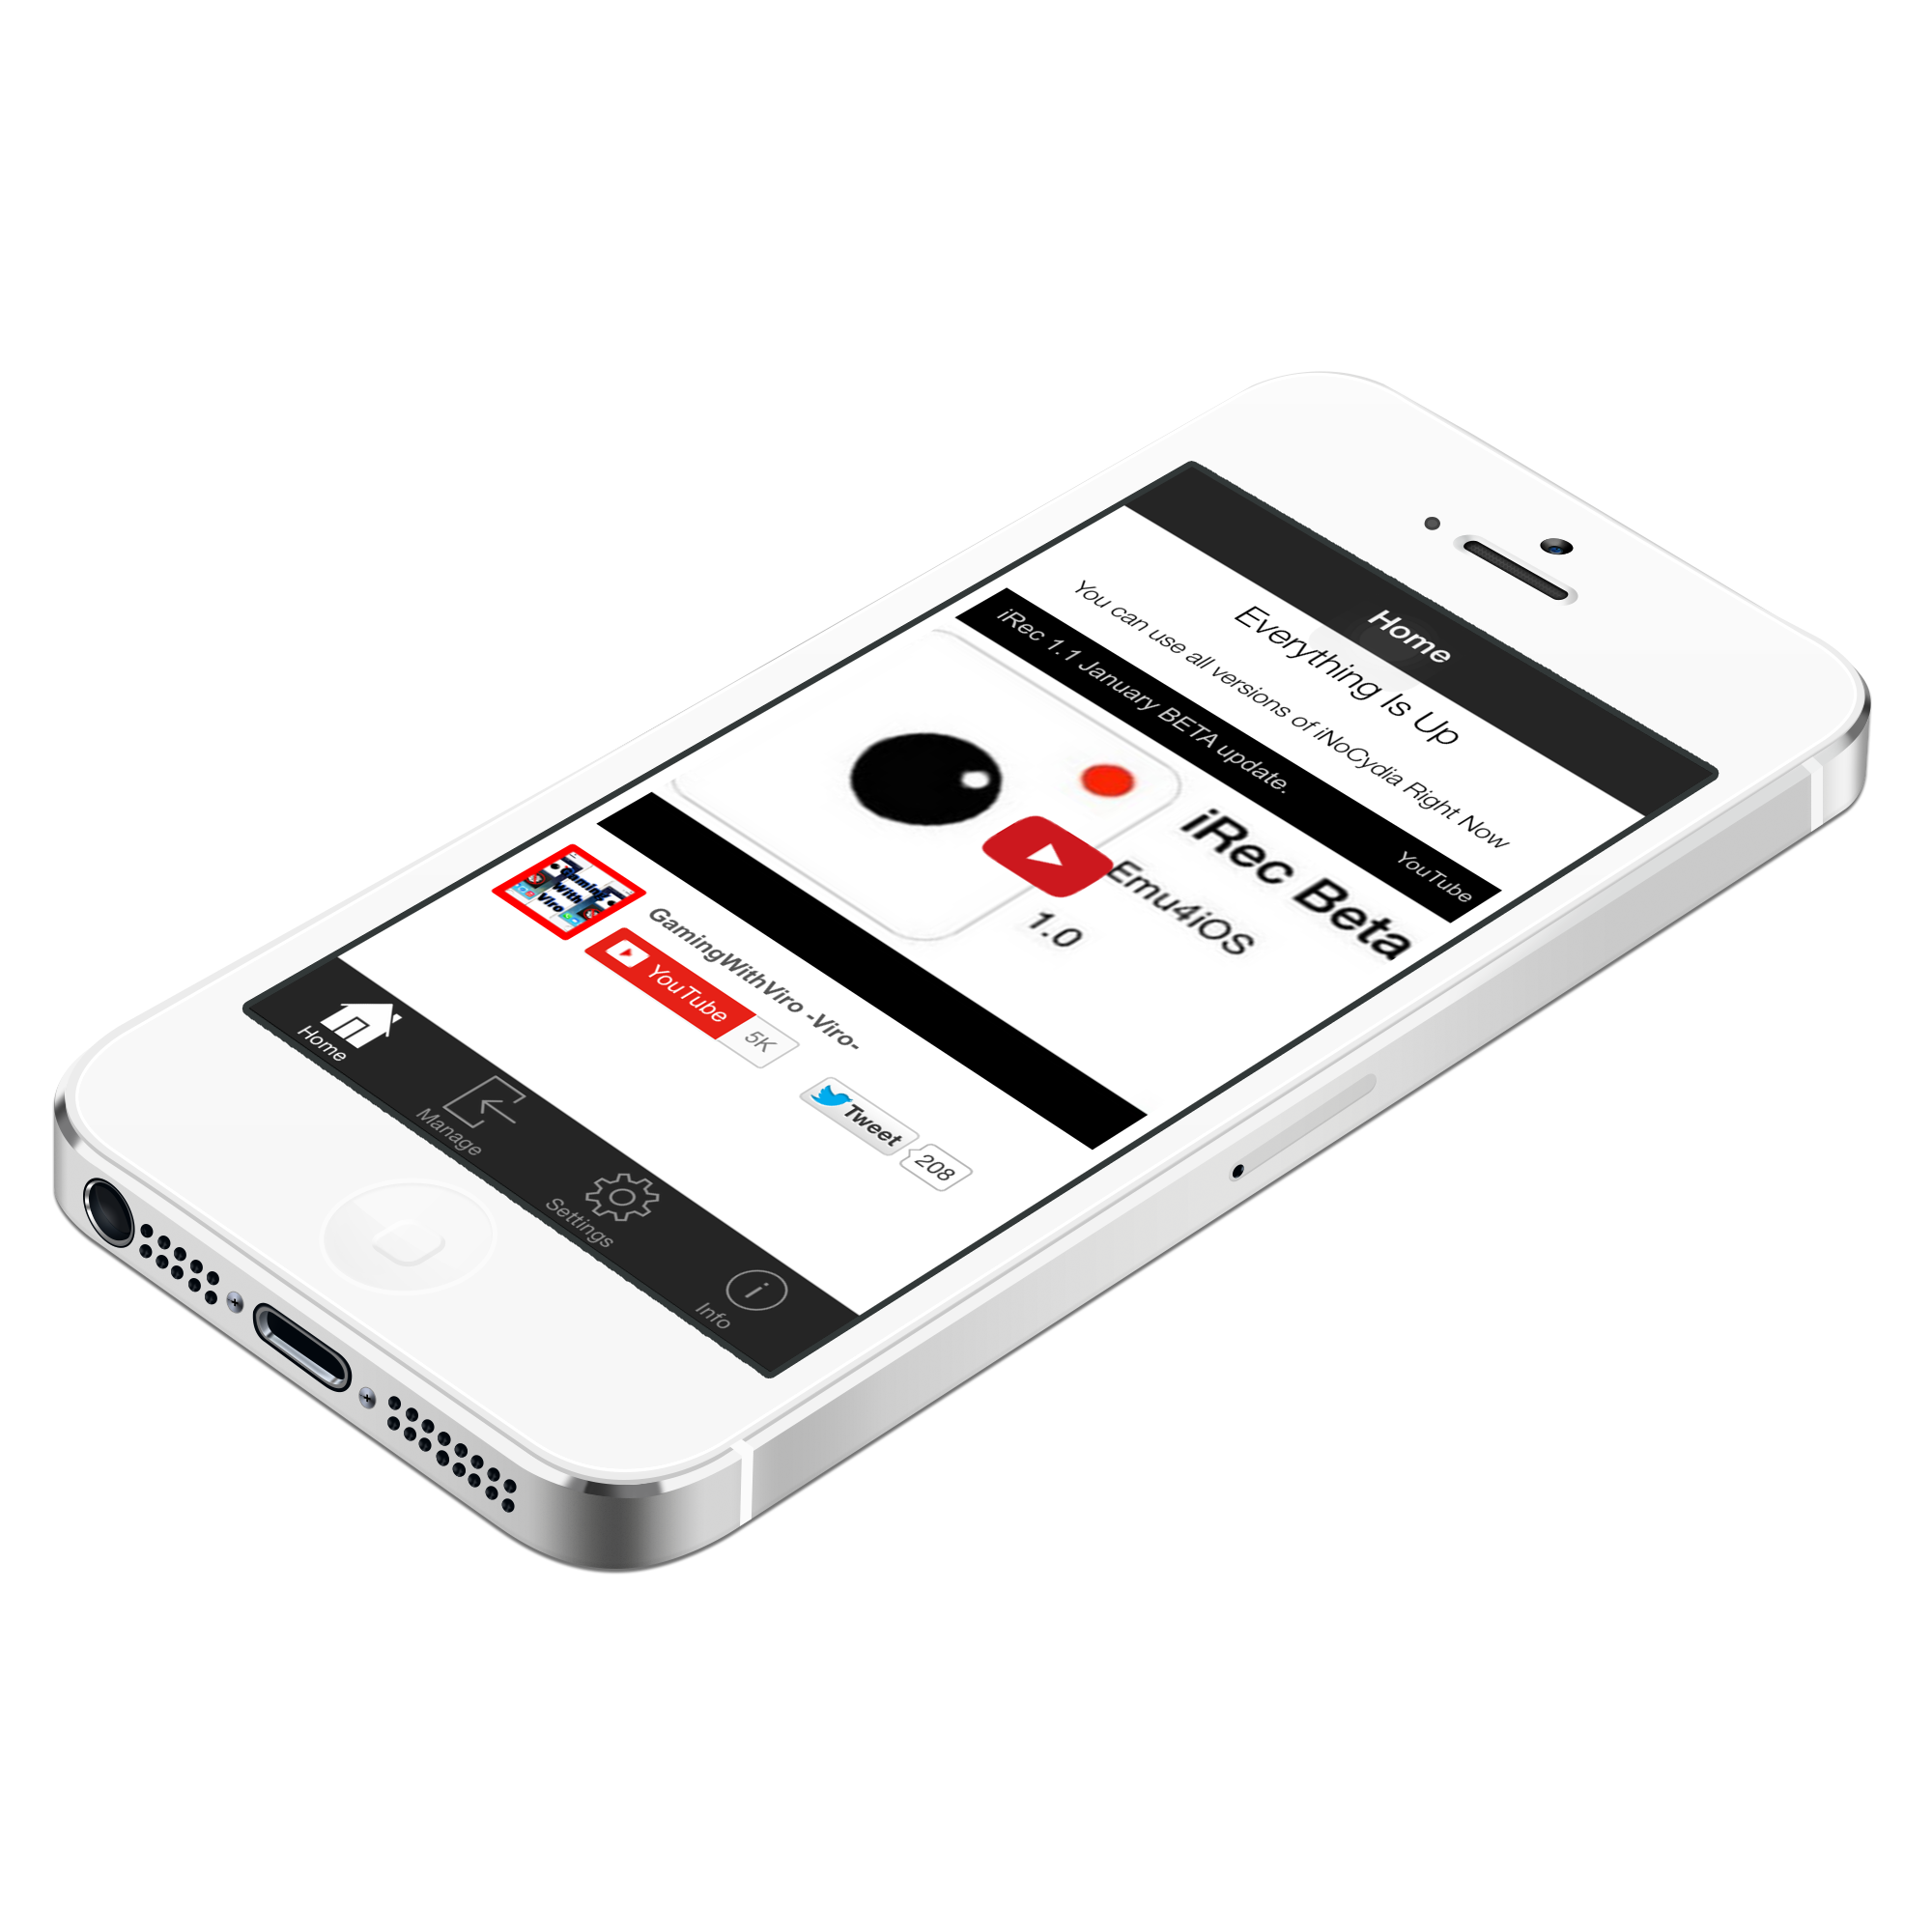 Home
Everything Is Up
You can use all versions of iNoCydia Right Now
iRec 1.1 January BETA update.
YouTube
iRec Beta
Emu4iOS
1.0
Gaming
With
Viro
GamingWithViro -Viro-
YouTube 5K
Tweet 208
Home
Manage
Settings
Info